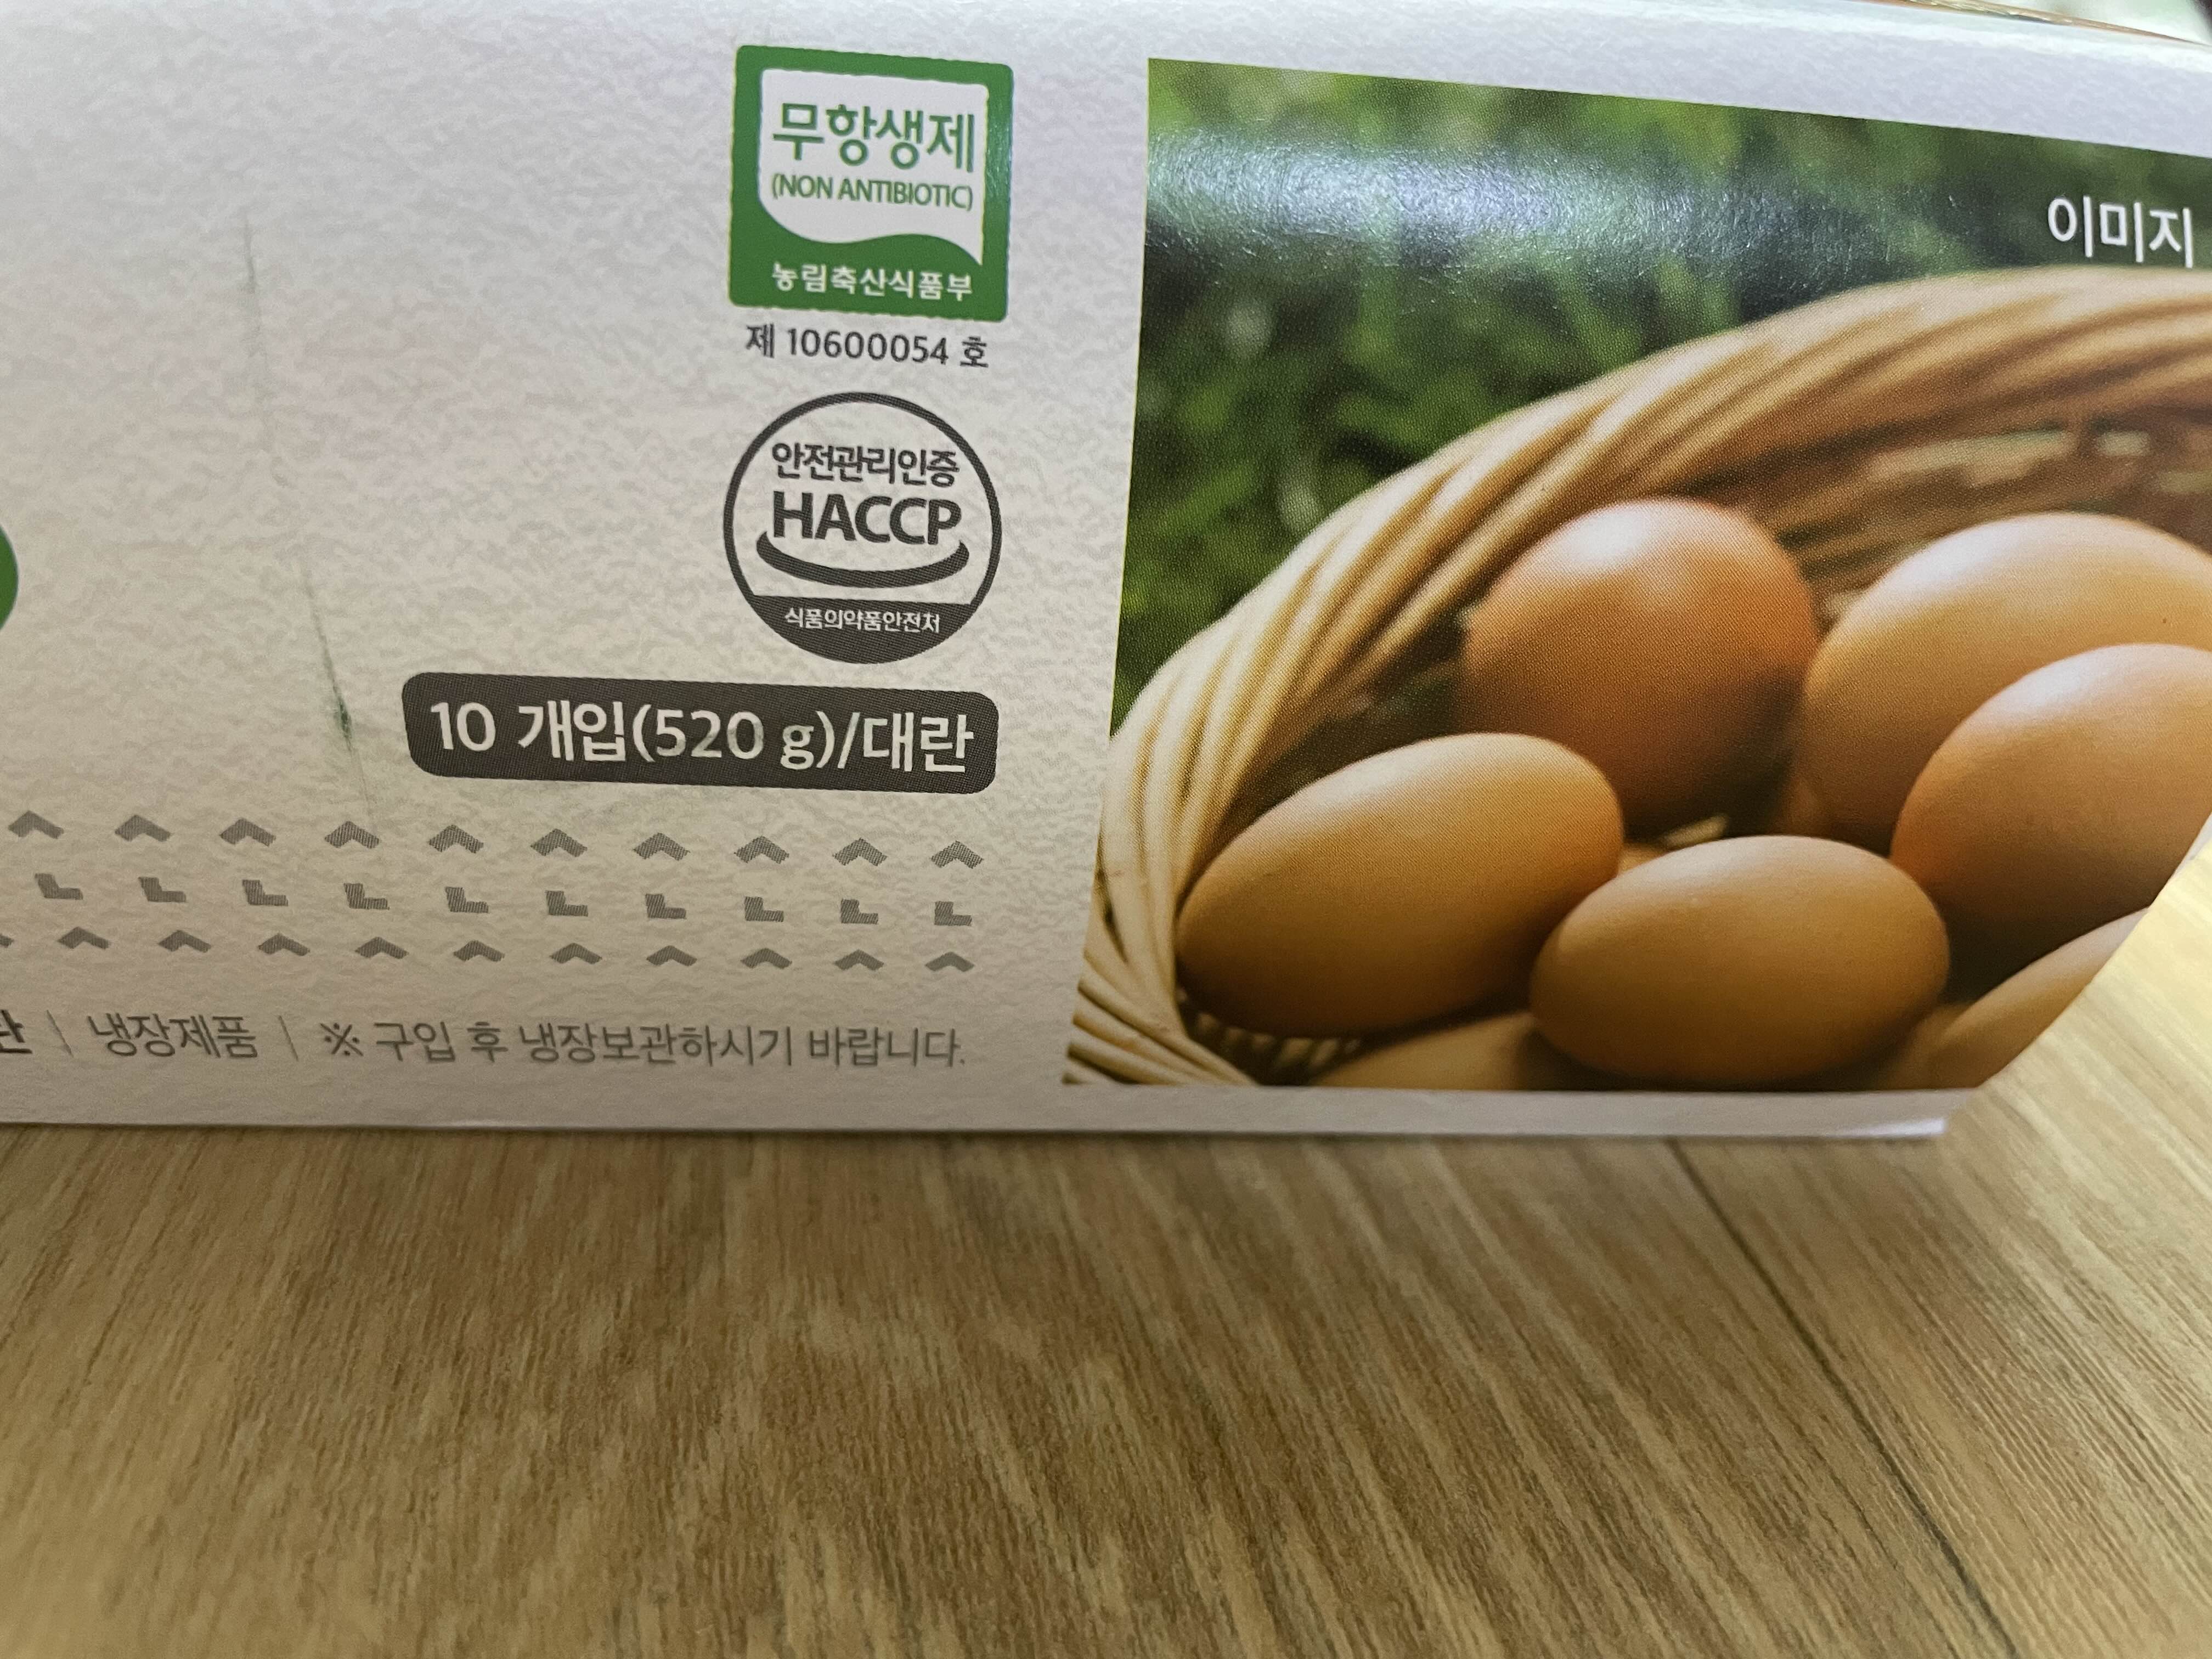 무항생제
(NON ANTIBIOTIC)
농림축산식품부
제 10600054 호
안전관리인증
HACCP
식품의약품안전처
10 개입(520 g)/대란
냉장제품 | ※ 구입 후 냉장보관하시기 바랍니다.
이미지